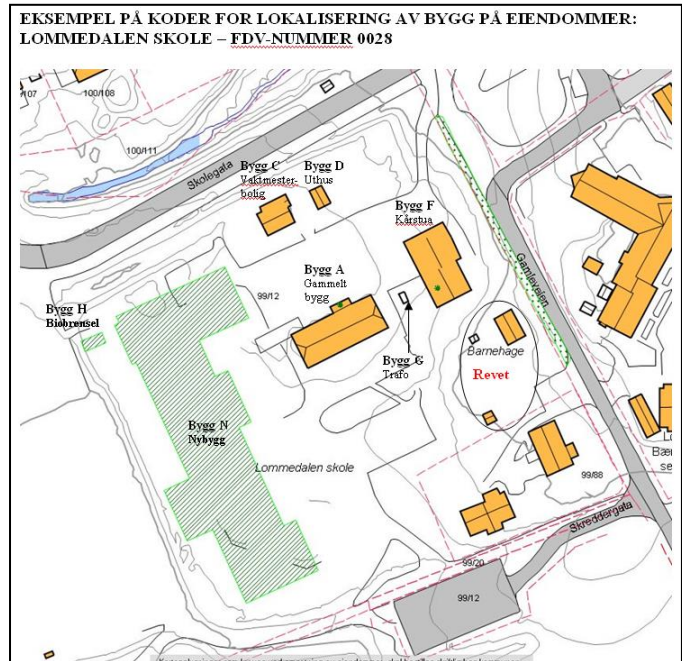 EKSEMPEL PÅ KODER FOR LOKALISERING AV BYGG PÅ EIENDOMMER:
LOMMEDALEN SKOLE – FDV-NUMMER 0028
107
100/108
100/111
Skolegata
Bygg C
Vaktmester-
bolig
Bygg D
Uthus
Bygg F
Kårstua
Gamleveien
Bygg A
Gammelt
bygg
99/12
Bygg H
Biobrensel
Bygg G
Trafo
Barnehage
Revet
Bygg N
Nybygg
Lommedalen skole
99/88
Skreddergata
99/20
99/12